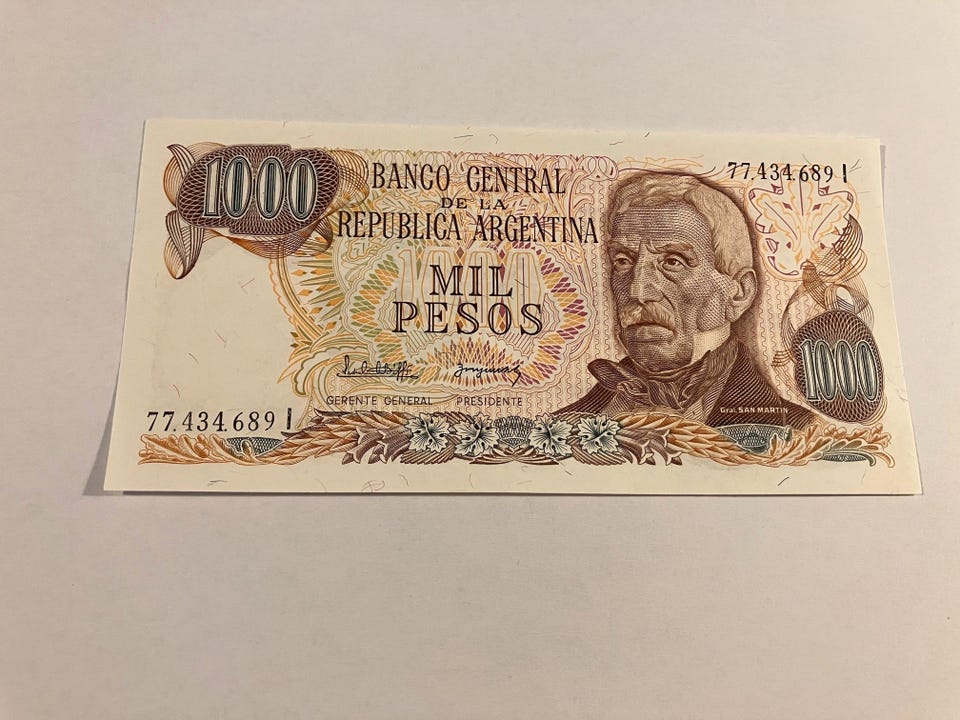 1000
BANCO CENTRAL
DE LA
REPUBLICA ARGENTINA
77.434.689 I
MIL
PESOS
GERENTE GENERAL PRESIDENTE
77.434.689 I
Gral. SAN MARTIN
1000